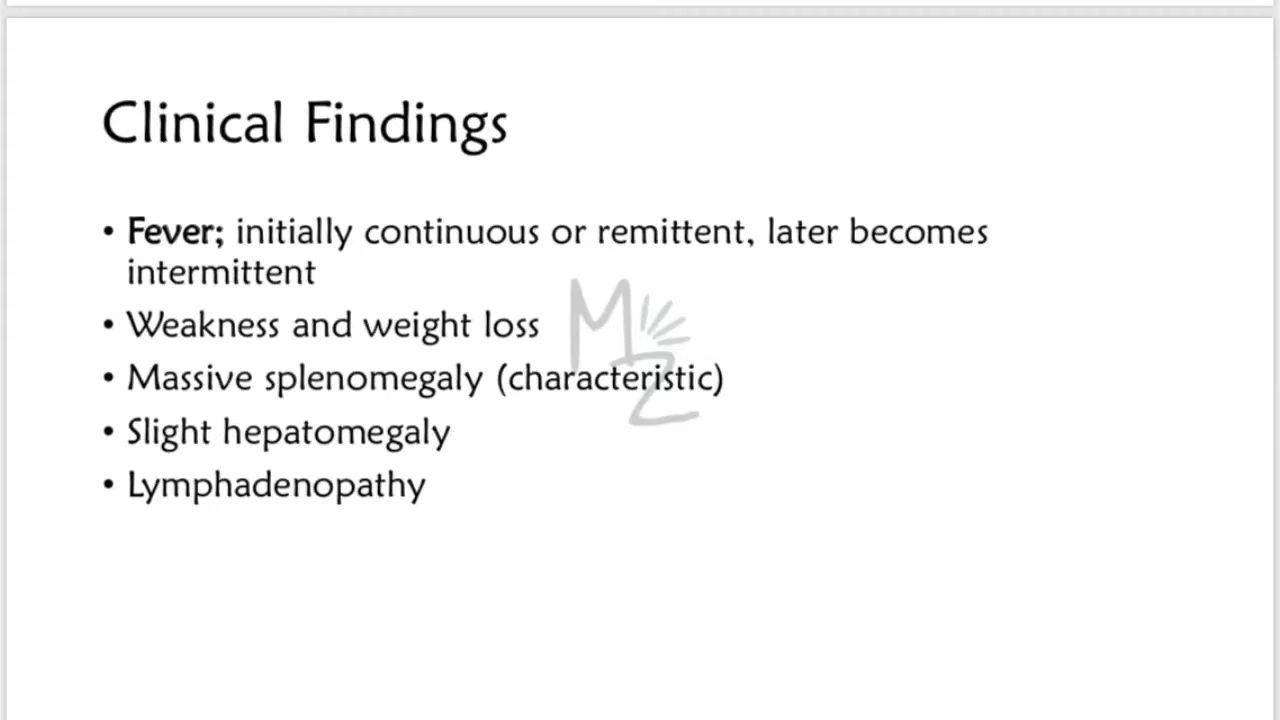 Clinical Findings
• Fever; initially continuous or remittent, later becomes
intermittent
• Weakness and weight loss
• Massive splenomegaly (characteristic)
• Slight hepatomegaly
• Lymphadenopathy
MZ